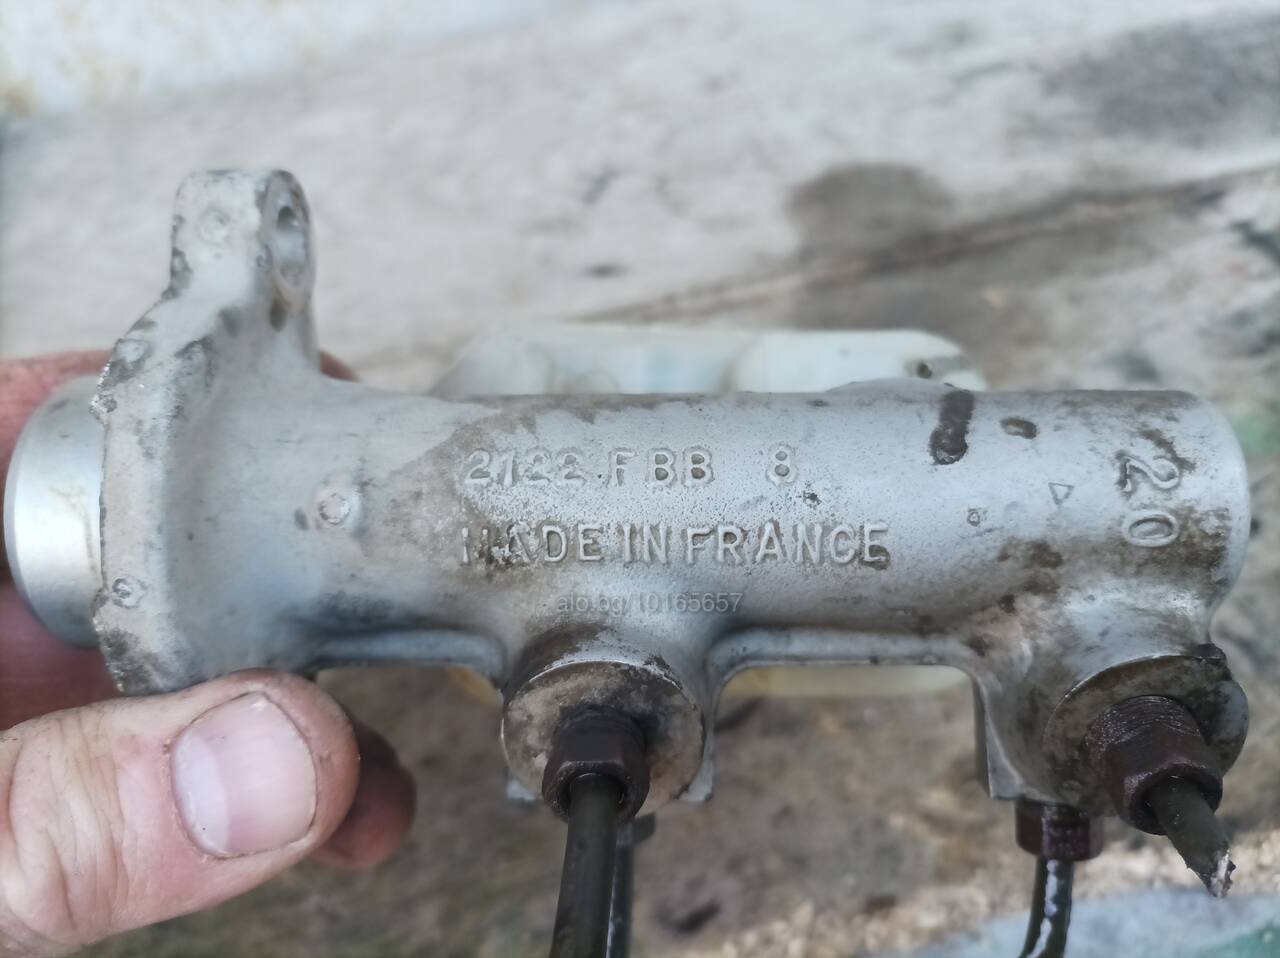 2122 FBB 8
MADE IN FRANCE
20
alo.bg/10165657